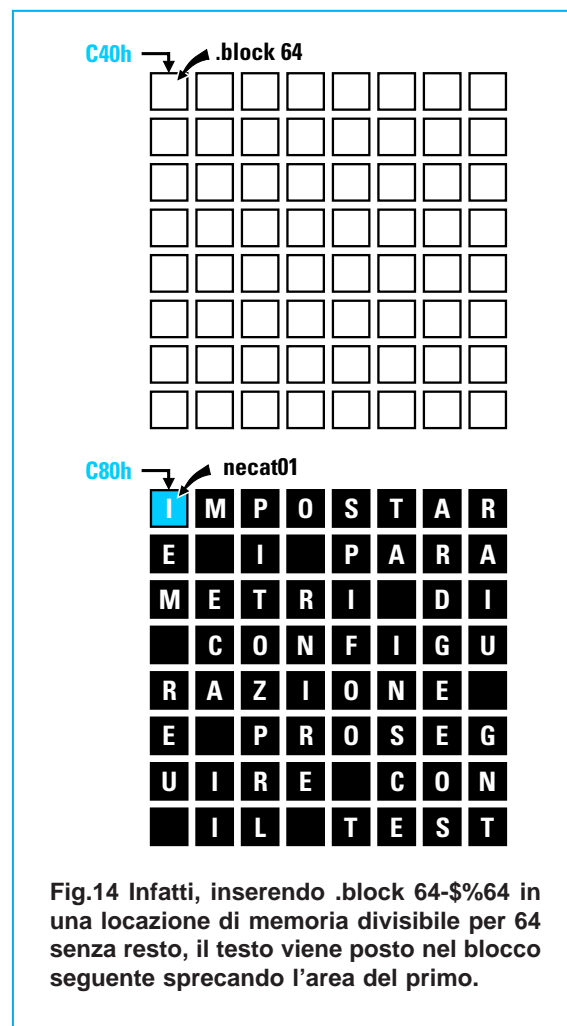 C40h .block 64
C80h necat01
I M P O S T A R
E I P A R A
M E T R I D I
C O N F I G U
R A Z I O N E
E P R O S E G
U I R E C O N
I L T E S T
Fig.14 Infatti, inserendo .block 64-$%64 in
una locazione di memoria divisibile per 64
senza resto, il testo viene posto nel blocco
seguente sprecando l'area del primo.